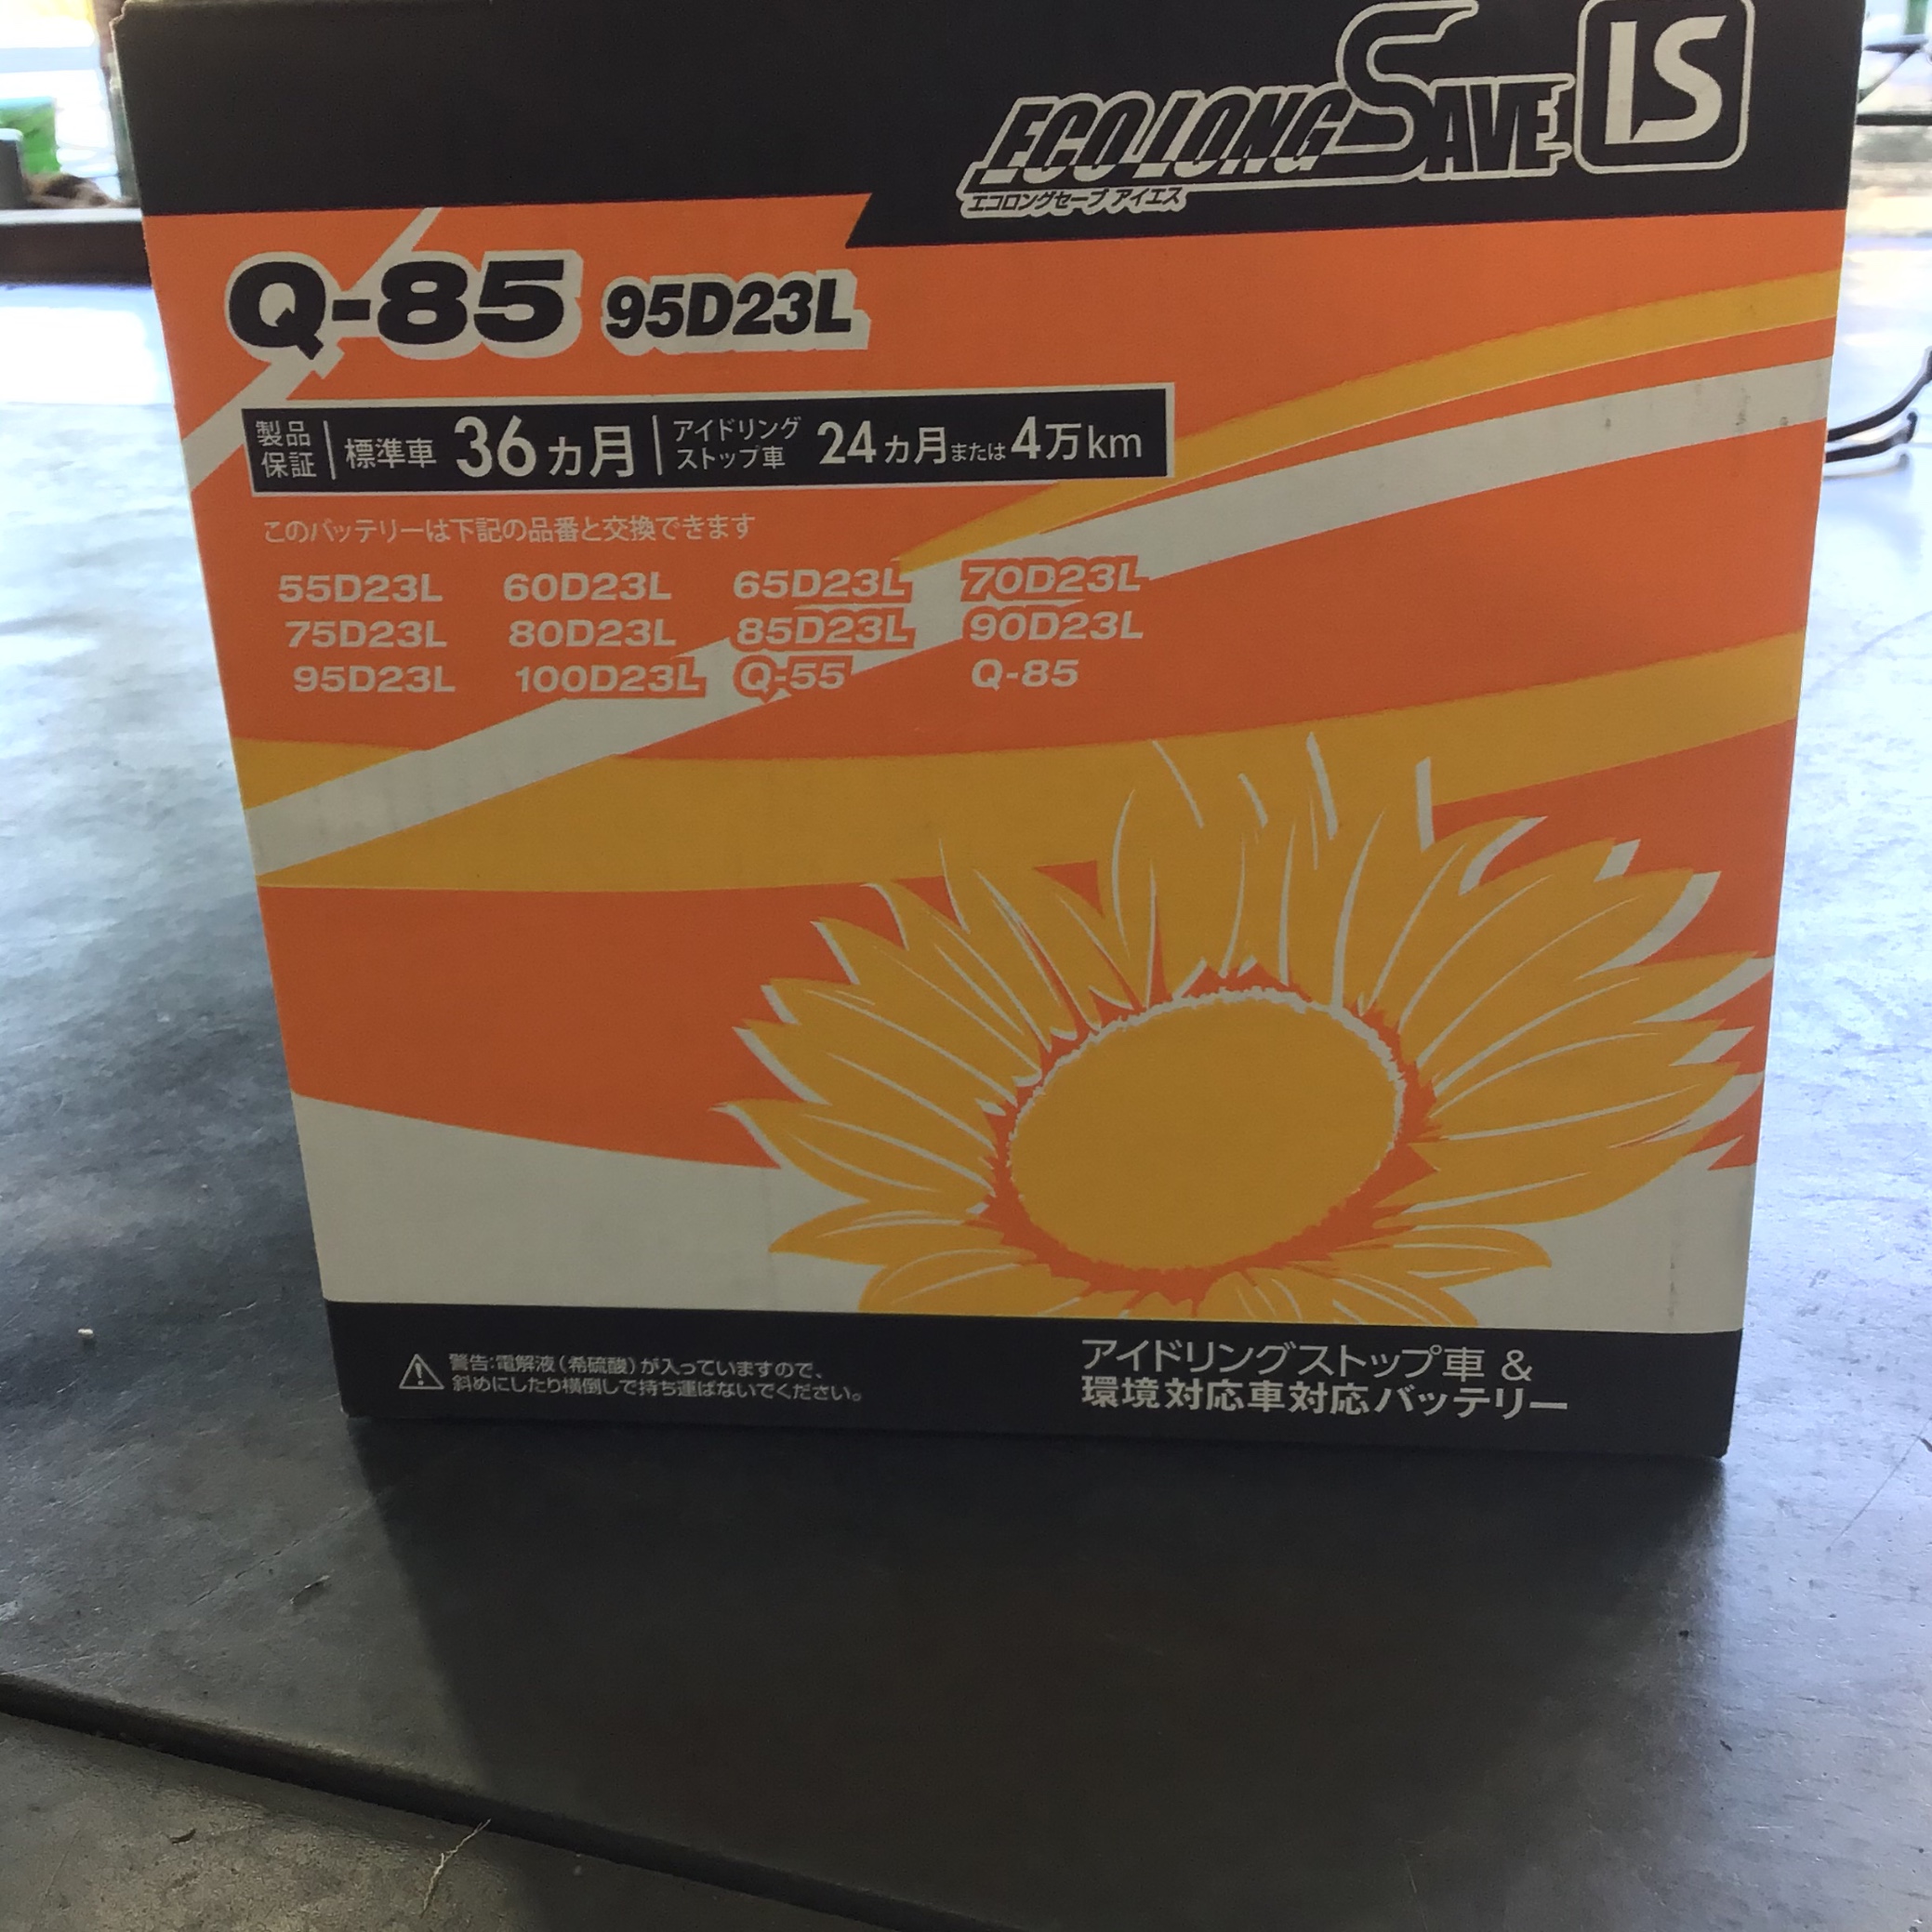 ECO LONG SAVE IS
エコロングセーブ アイエス
Q-85 95D23L
製品保証 標準車 36ヵ月 アイドリングストップ車 24ヵ月または4万km
このバッテリーは下記の品番と交換できます
55D23L 60D23L 65D23L 70D23L
75D23L 80D23L 85D23L 90D23L
95D23L 100D23L Q-55 Q-85
警告:電解液(希硫酸)が入っていますので、
斜めにしたり横倒しで持ち運ばないでください。
アイドリングストップ車 &
環境対応車対応バッテリー